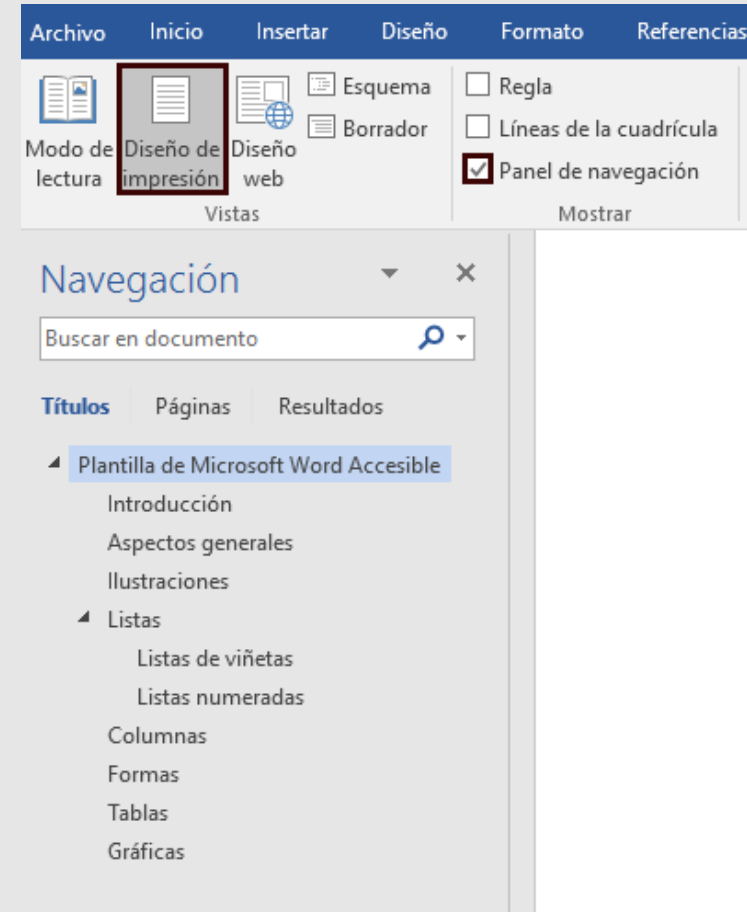 Archivo Inicio Insertar Diseño Formato Referencias
Modo de lectura
Diseño de impresión
Diseño web
Esquema
Borrador
Vistas
Regla
Líneas de la cuadrícula
Panel de navegación
Mostrar
Navegación
Buscar en documento
Títulos Páginas Resultados
Plantilla de Microsoft Word Accesible
Introducción
Aspectos generales
Ilustraciones
Listas
Listas de viñetas
Listas numeradas
Columnas
Formas
Tablas
Gráficas